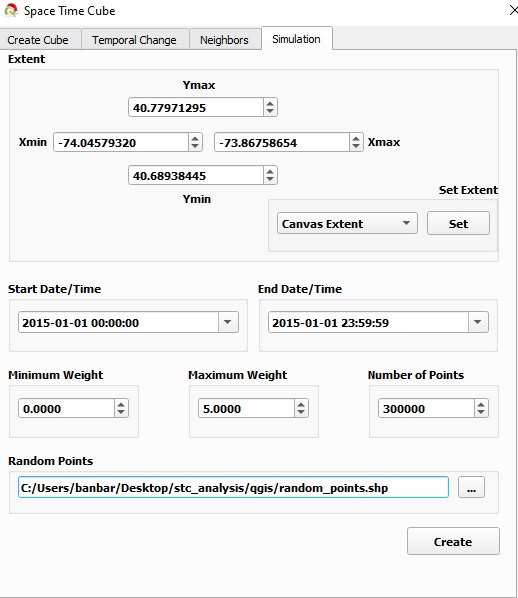 Space Time Cube
Create Cube Temporal Change Neighbors Simulation
Extent
Ymax
40.77971295
Xmin -74.04579320 -73.86758654 Xmax
40.68938445
Ymin
Set Extent
Canvas Extent Set
Start Date/Time End Date/Time
2015-01-01 00:00:00 2015-01-01 23:59:59
Minimum Weight Maximum Weight Number of Points
0.0000 5.0000 300000
Random Points
C:/Users/banbar/Desktop/stc_analysis/qgis/random_points.shp ...
Create